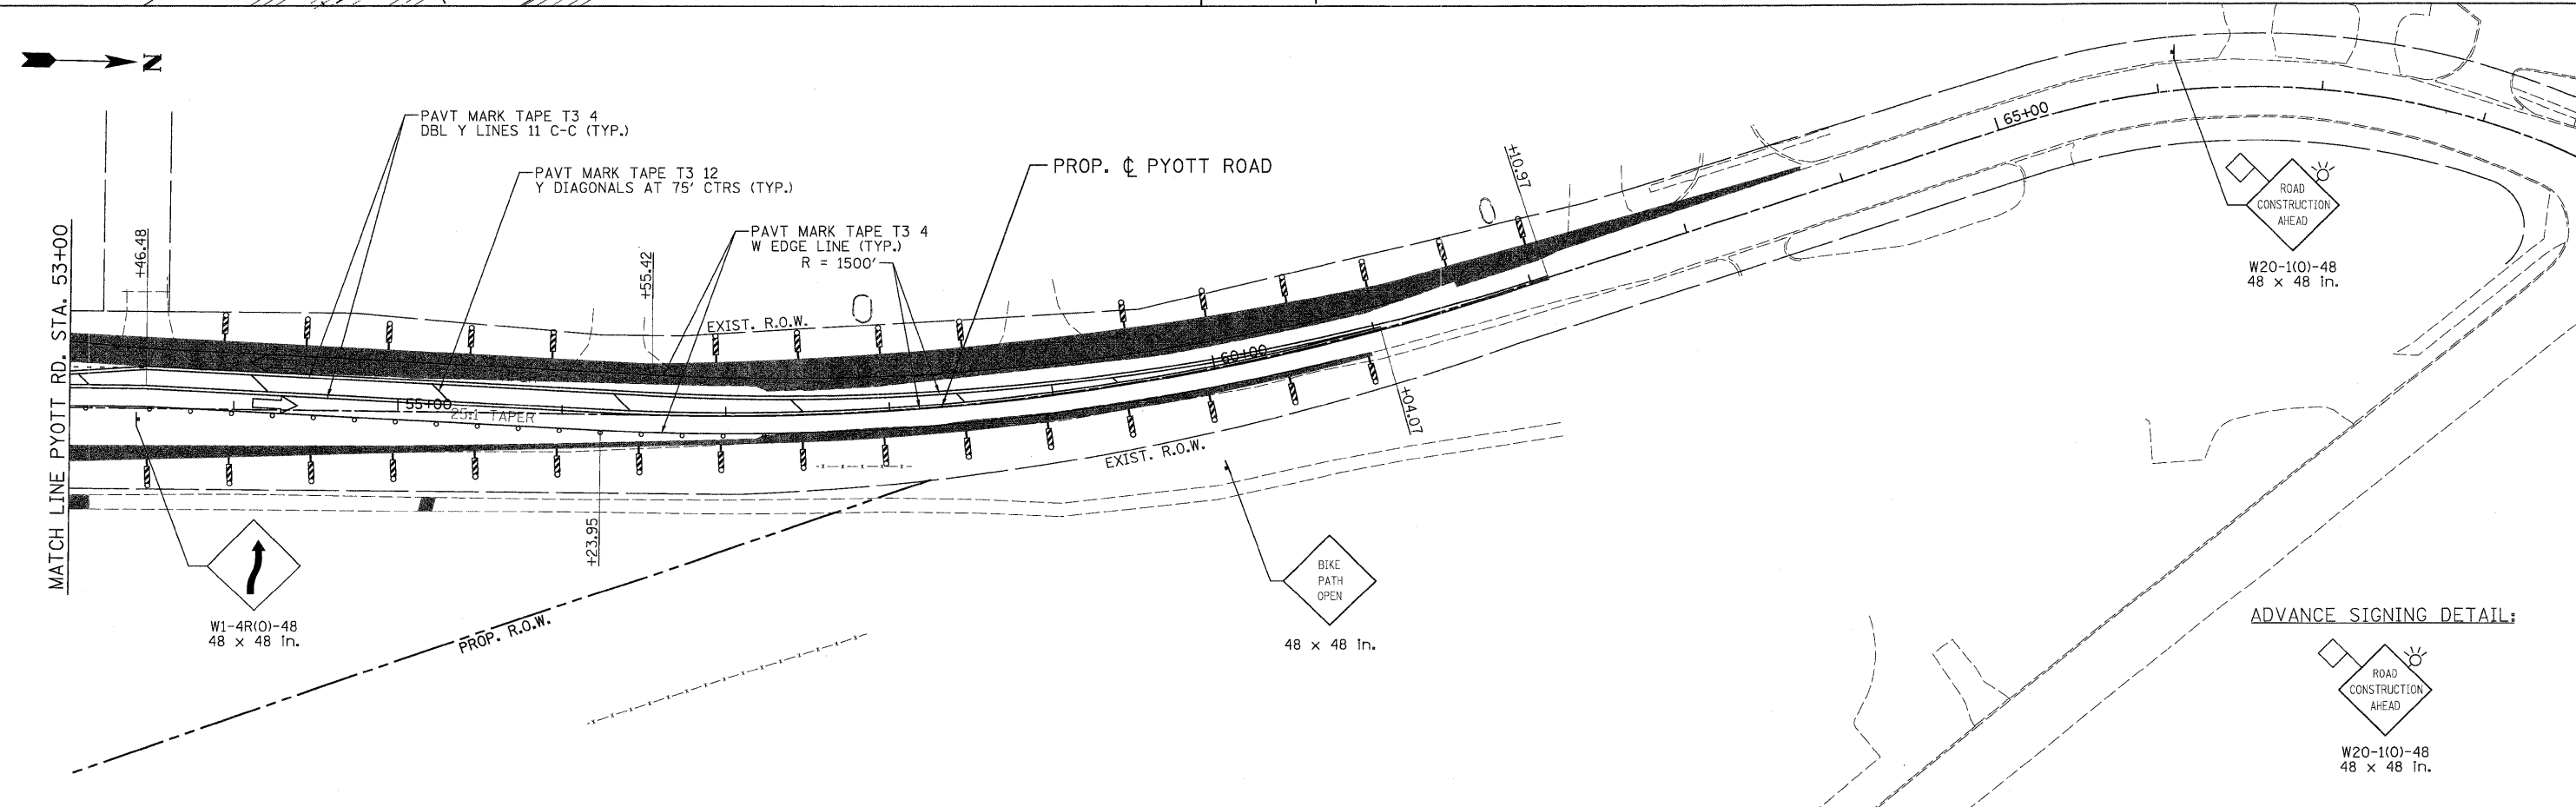 N
PAVT MARK TAPE T3 4
DBL Y LINES 11 C-C (TYP.)
PAVT MARK TAPE T3 12
Y DIAGONALS AT 75' CTRS (TYP.)
PAVT MARK TAPE T3 4
W EDGE LINE (TYP.)
R = 1500'
PROP. ℄ PYOTT ROAD
+10.97
65+00
ROAD
CONSTRUCTION
AHEAD
W20-1(O)-48
48 x 48 in.
MATCH LINE PYOTT RD. STA. 53+00
+46.48
+55.42
EXIST. R.O.W.
60+00
55+00
25:1 TAPER
+04.07
EXIST. R.O.W.
+23.95
W1-4R(O)-48
48 x 48 in.
PROP. R.O.W.
BIKE
PATH
OPEN
48 x 48 in.
ADVANCE SIGNING DETAIL:
ROAD
CONSTRUCTION
AHEAD
W20-1(O)-48
48 x 48 in.